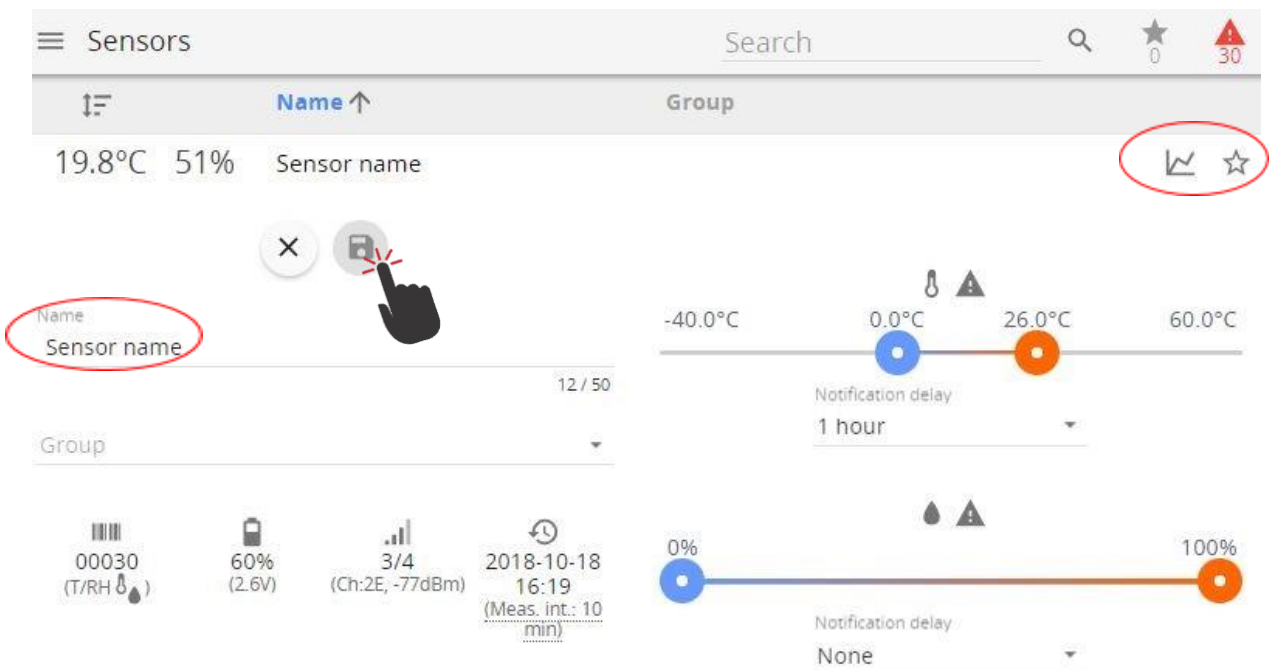 Sensors Search 0 30
Name Group
19.8°C 51% Sensor name
Name
Sensor name
12 / 50
Group
00030
(T/RH )
60%
(2.6V)
3/4
(Ch:2E, -77dBm)
2018-10-18
16:19
(Meas. int.: 10
min)
-40.0°C 0.0°C 26.0°C 60.0°C
Notification delay
1 hour
0% 100%
Notification delay
None